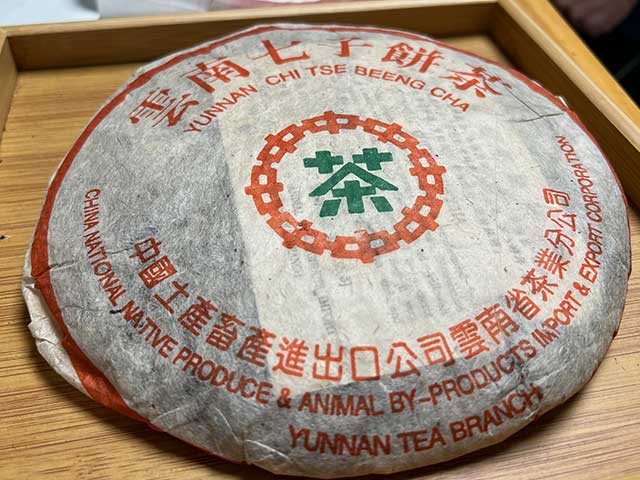 雲南七子餅茶
YUNNAN CHI TSE BEENG CHA
茶
中國土產畜產進出口公司雲南省茶業分公司
CHINA NATIONAL NATIVE PRODUCE & ANIMAL BY-PRODUCTS IMPORT & EXPORT CORPORATION
YUNNAN TEA BRANCH